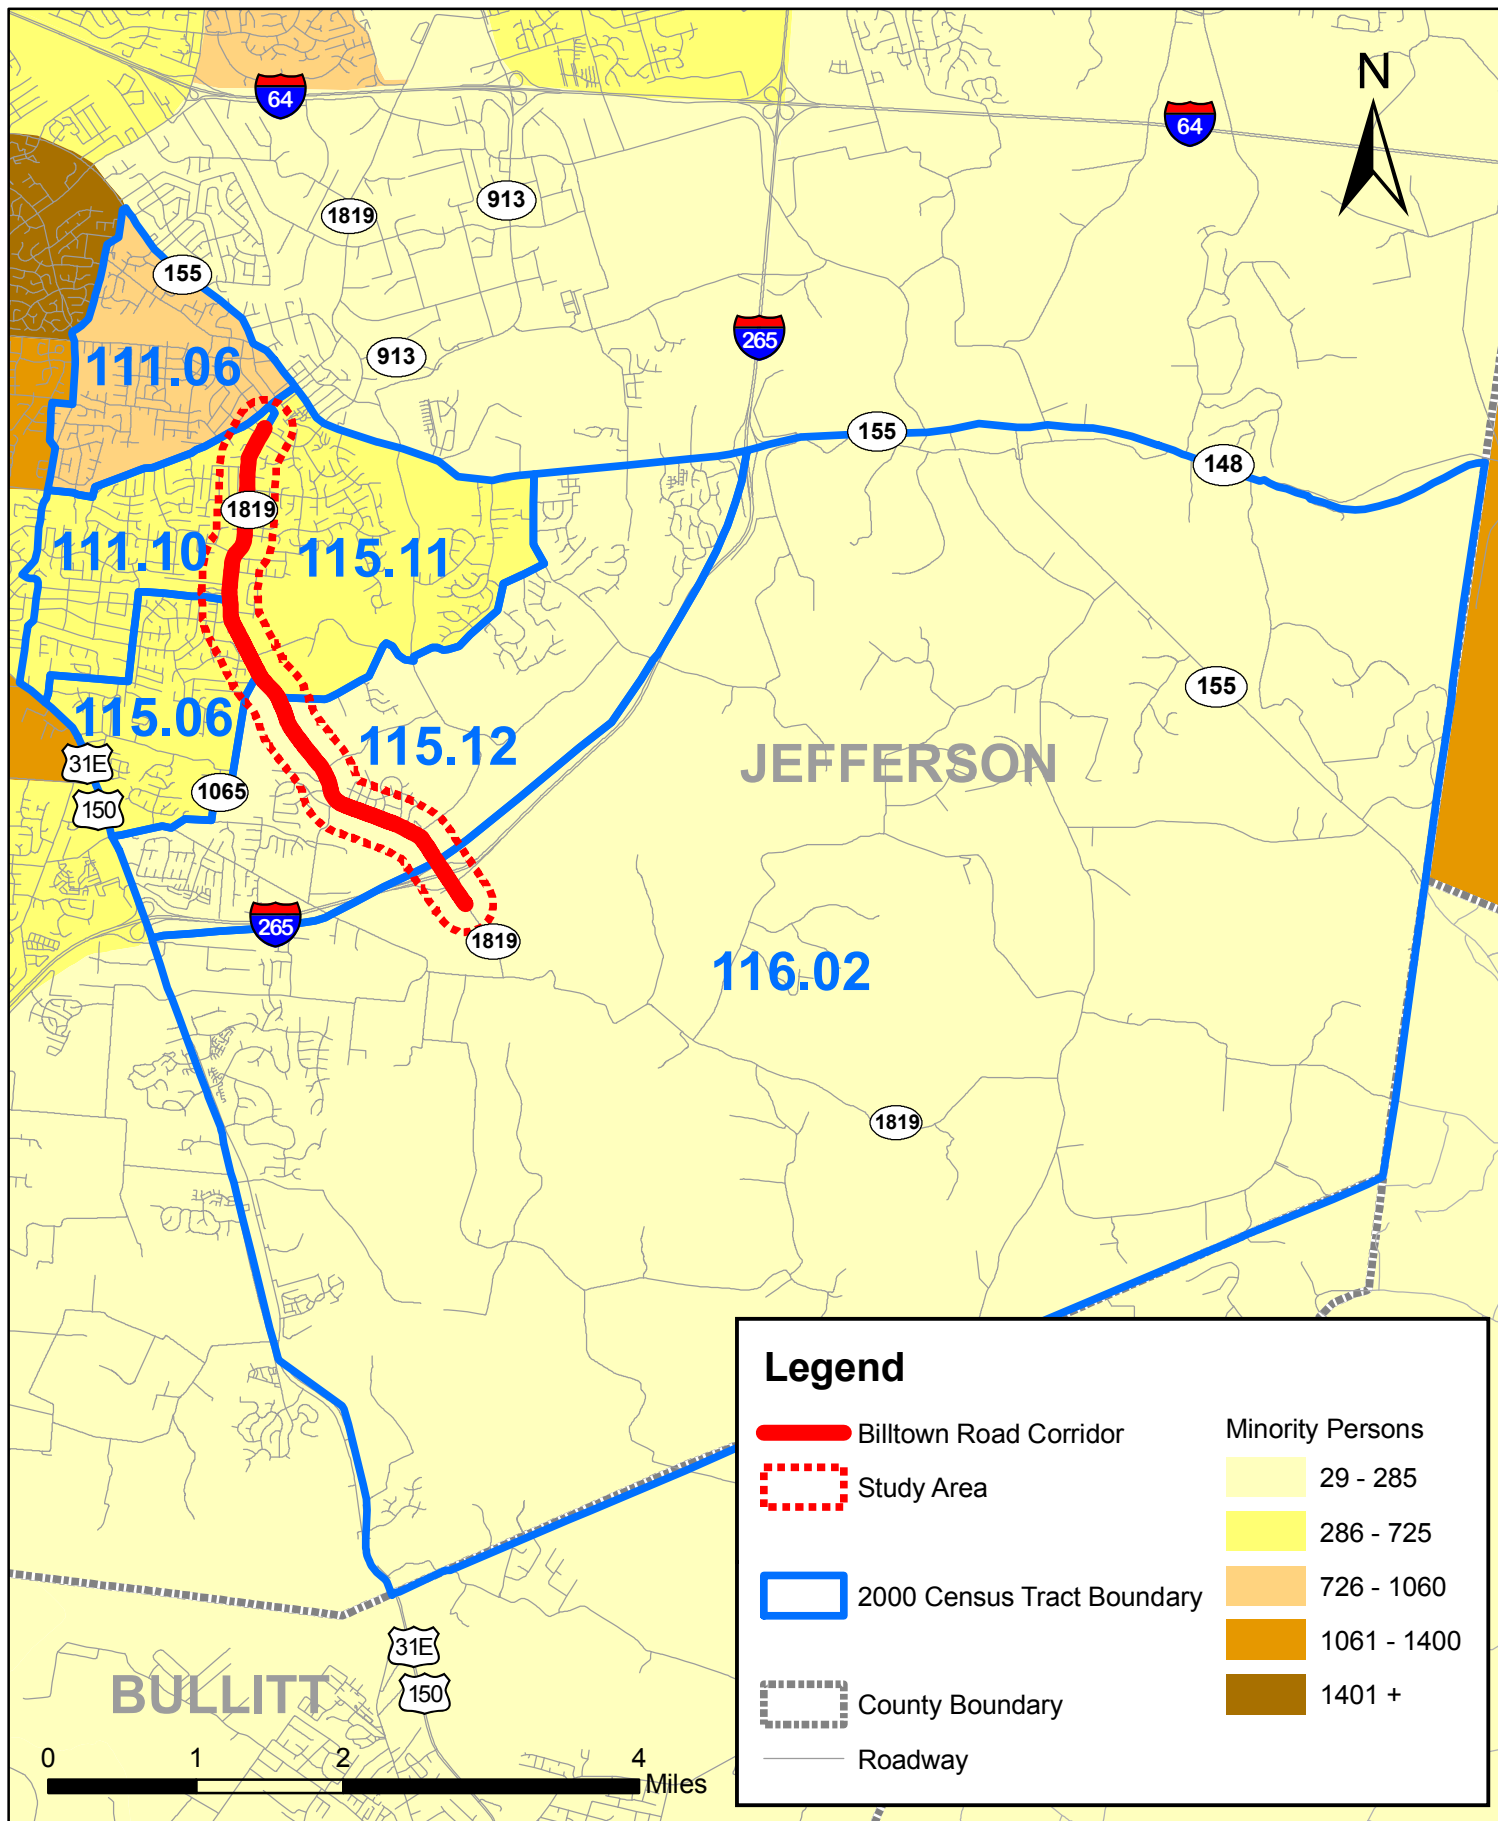 N
64
64
1819
913
155
265
913
111.06
155
148
1819
111.10
115.11
155
115.06
115.12
JEFFERSON
31E
1065
150
265
1819
116.02
1819
Legend
Billtown Road Corridor
Study Area
2000 Census Tract Boundary
County Boundary
Roadway
Minority Persons
29 - 285
286 - 725
726 - 1060
1061 - 1400
1401 +
31E
BULLITT
150
0 1 2 4
Miles